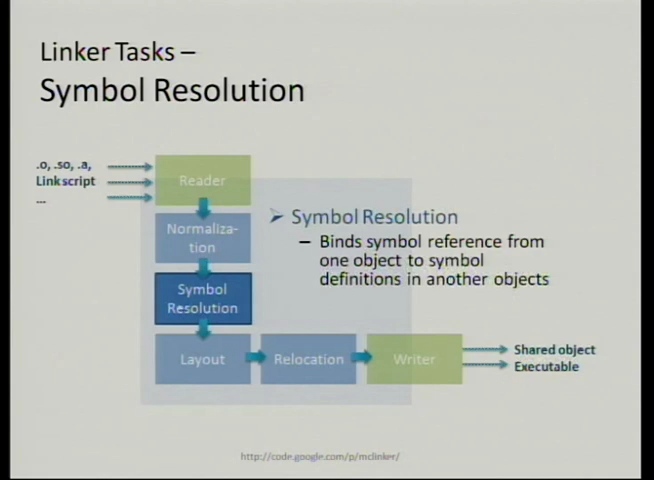 Linker Tasks –
Symbol Resolution
.o, .so, .a,
Link script
...
Reader
Normaliza-
tion
Symbol
Resolution
Layout
Relocation
Writer
➢ Symbol Resolution
– Binds symbol reference from
one object to symbol
definitions in another objects
Shared object
Executable
http://code.google.com/p/mclinker/